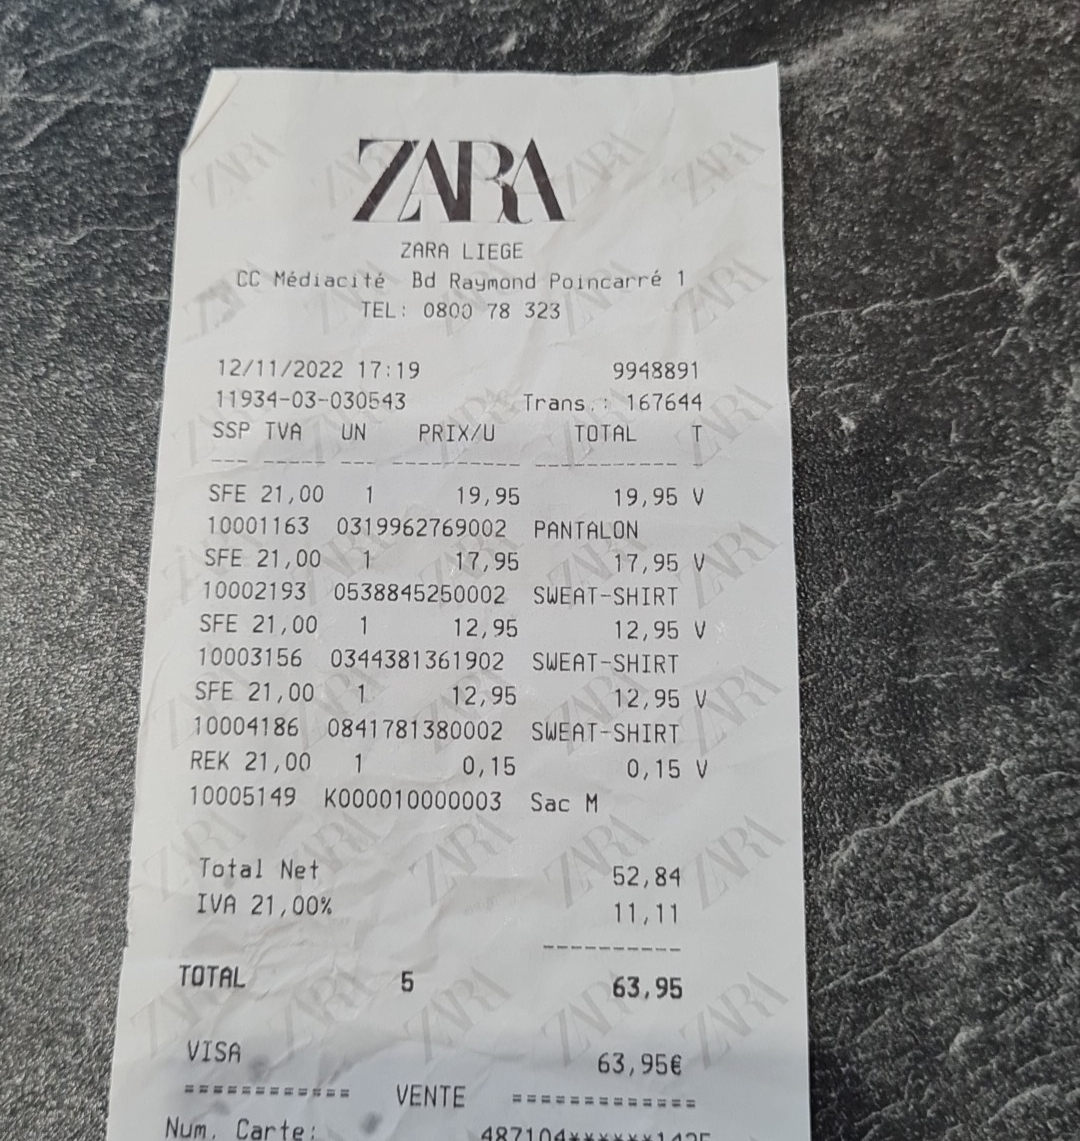 ZARA
ZARA LIEGE
CC Médiacité Bd Raymond Poincarré 1
TEL: 0800 78 323
12/11/2022 17:19 9948891
11934-03-030543 Trans.: 167644
SSP TVA UN PRIX/U TOTAL T
SFE 21,00 1 19,95 19,95 V
10001163 0319962769002 PANTALON
SFE 21,00 1 17,95 17,95 V
10002193 0538845250002 SWEAT-SHIRT
SFE 21,00 1 12,95 12,95 V
10003156 0344381361902 SWEAT-SHIRT
SFE 21,00 1 12,95 12,95 V
10004186 0841781380002 SWEAT-SHIRT
REK 21,00 1 0,15 0,15 V
10005149 K000010000003 Sac M
Total Net 52,84
IVA 21,00% 11,11
TOTAL 5 63,95
VISA 63,95€
============ VENTE =============
Num. Carte: